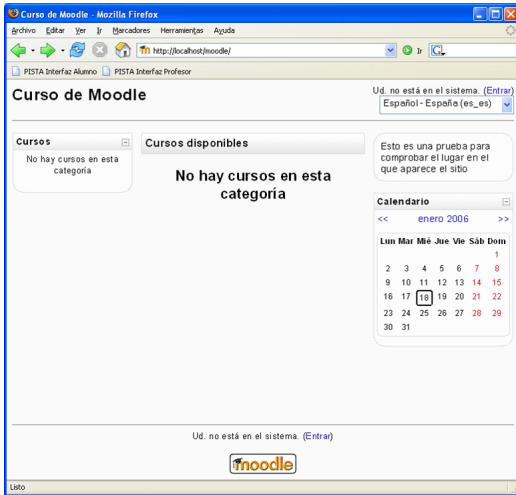 Curso de Moodle - Mozilla Firefox
Archivo Editar Ver Ir Marcadores Herramientas Ayuda
http://localhost/moodle/ Ir
PISTA Interfaz Alumno PISTA Interfaz Profesor
Curso de Moodle
Ud. no está en el sistema. (Entrar)
Español - España (es_es)
Cursos
No hay cursos en esta
categoría
Cursos disponibles
No hay cursos en esta
categoría
Esto es una prueba para
comprobar el lugar en el
que aparece el sitio
Calendario
<< enero 2006 >>
Lun Mar Mié Jue Vie Sáb Dom
1
2 3 4 5 6 7 8
9 10 11 12 13 14 15
16 17 18 19 20 21 22
23 24 25 26 27 28 29
30 31
Ud. no está en el sistema. (Entrar)
moodle
Listo